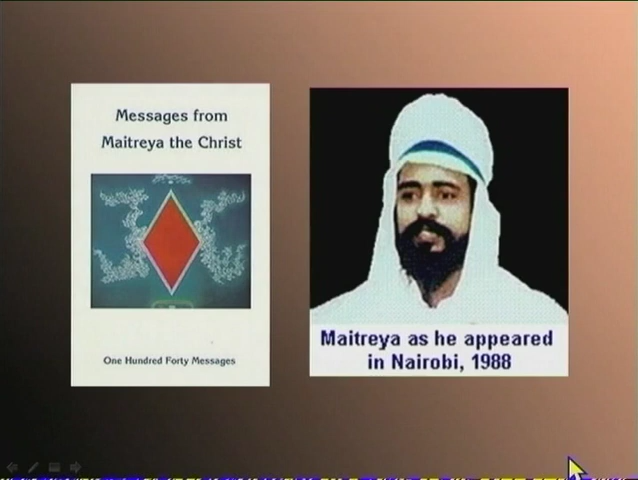 Messages from
Maitreya the Christ
One Hundred Forty Messages
Maitreya as he appeared
in Nairobi, 1988